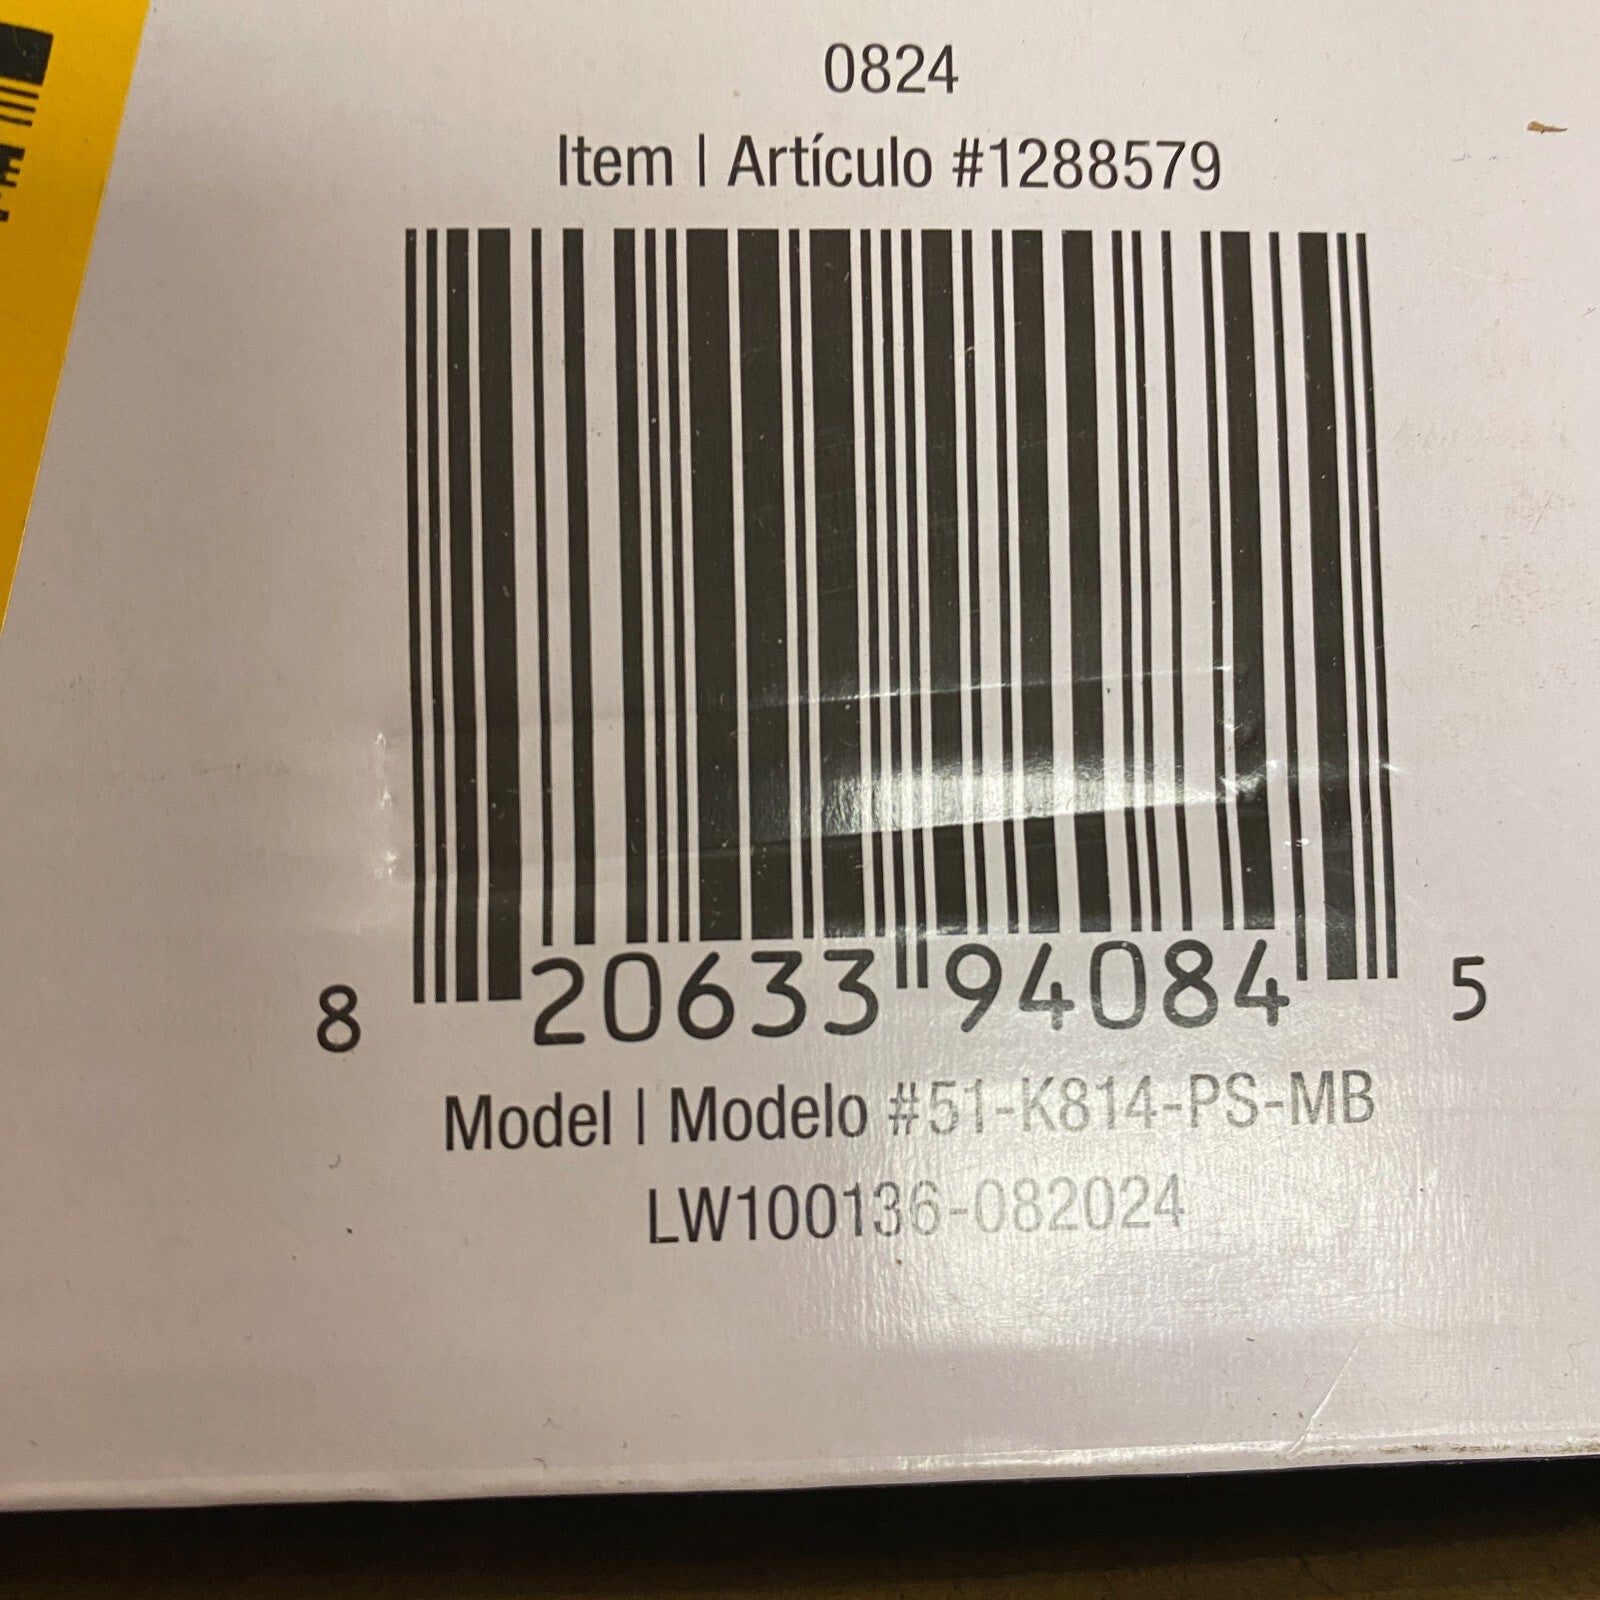 0824
Item | Artículo #1288579
8 20633 94084 5
Model | Modelo #51-K814-PS-MB
LW100136-082024